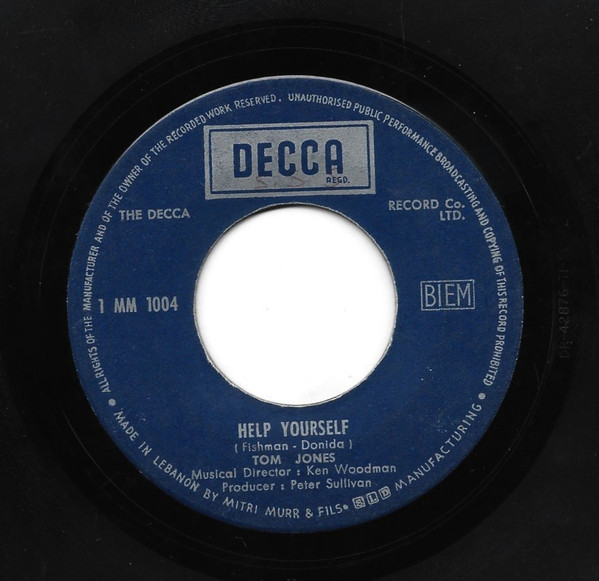 ALL RIGHTS OF THE MANUFACTURER AND OF THE OWNER OF THE RECORDED WORK RESERVED. UNAUTHORISED PUBLIC PERFORMANCE BROADCASTING AND COPYING OF THIS RECORD PROHIBITED
DECCA
REGD.
THE DECCA
RECORD Co. LTD.
1 MM 1004
BIEM
HELP YOURSELF
( Fishman - Donida )
TOM JONES
Musical Director : Ken Woodman
Producer : Peter Sullivan
• MADE IN LEBANON BY MITRI MURR & FILS• SLD MANUFACTURING •